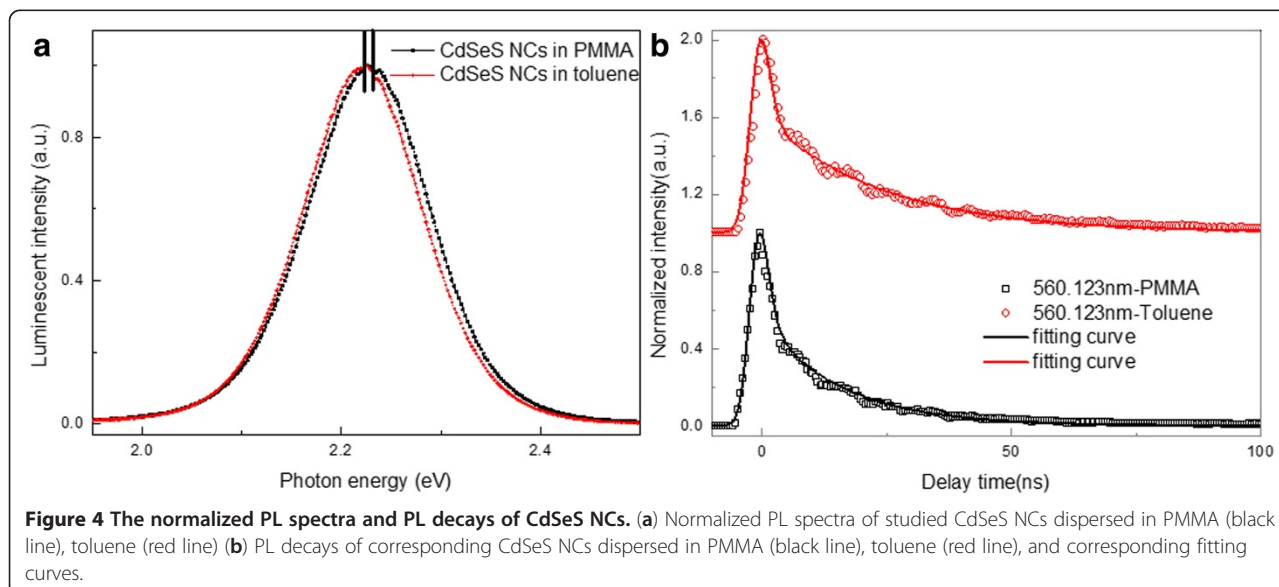 a
CdSeS NCs in PMMA
CdSeS NCs in toluene
Luminescent intensity (a.u.)
0.8
0.4
0.0
2.0
2.2
2.4
Photon energy (eV)
b
Normalized intensity(a.u.)
2.0
1.6
1.2
0.8
0.4
0.0
560.123nm-PMMA
560.123nm-Toluene
fitting curve
fitting curve
0
50
100
Delay time(ns)
Figure 4 The normalized PL spectra and PL decays of CdSeS NCs. (a) Normalized PL spectra of studied CdSeS NCs dispersed in PMMA (black
line), toluene (red line) (b) PL decays of corresponding CdSeS NCs dispersed in PMMA (black line), toluene (red line), and corresponding fitting
curves.